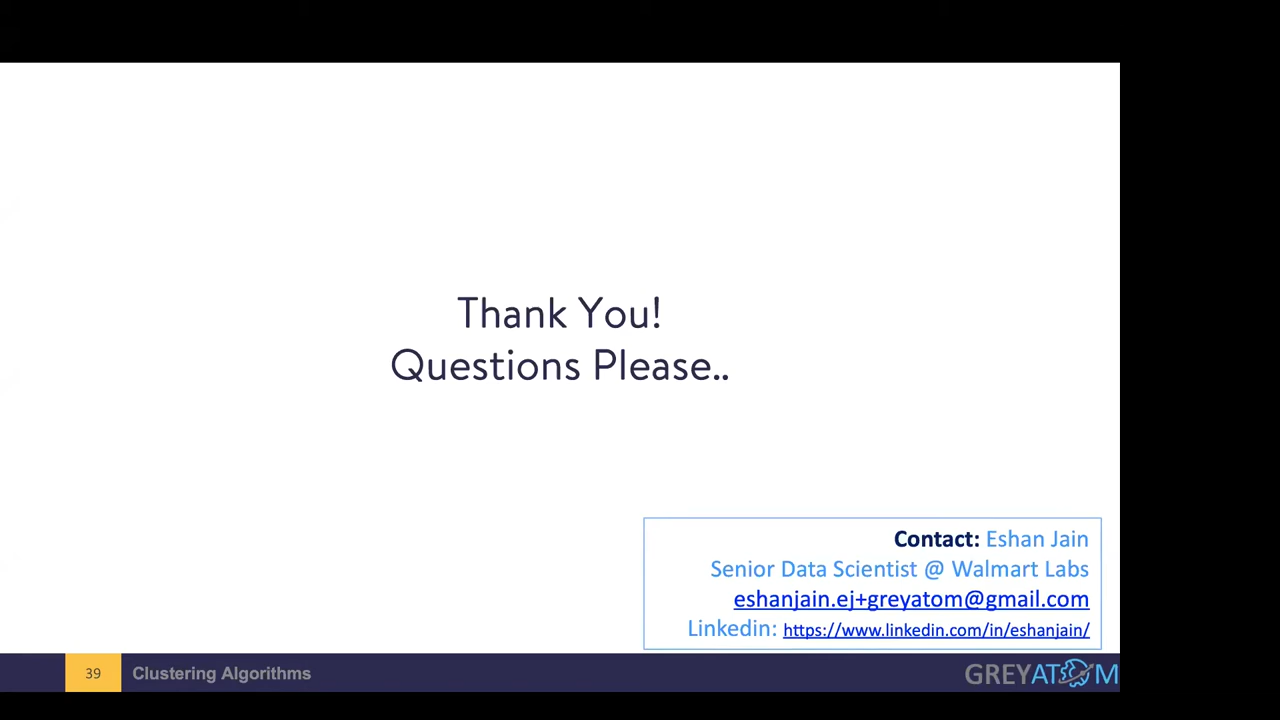 Thank You!
Questions Please..
Contact: Eshan Jain
Senior Data Scientist @ Walmart Labs
eshanjain.ej+greyatom@gmail.com
Linkedin: https://www.linkedin.com/in/eshanjain/
39
Clustering Algorithms
GREYATOM